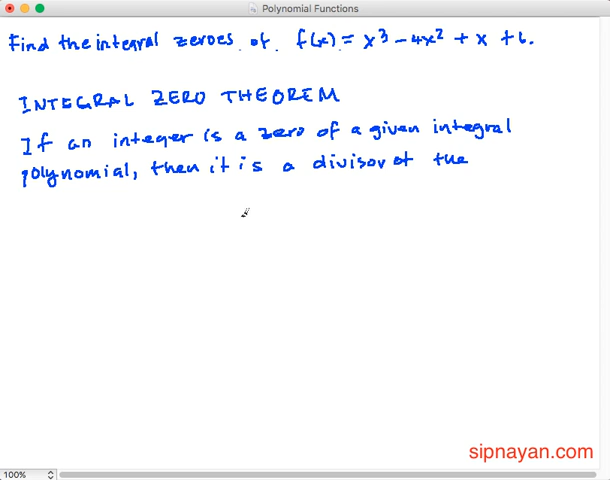 Polynomial Functions
Find the integral zeroes of f(x) = x³ - 4x² + x + 6.
INTEGRAL ZERO THEOREM
If an integer is a zero of a given integral
polynomial, then it is a divisor of the
sipnayan.com
100%